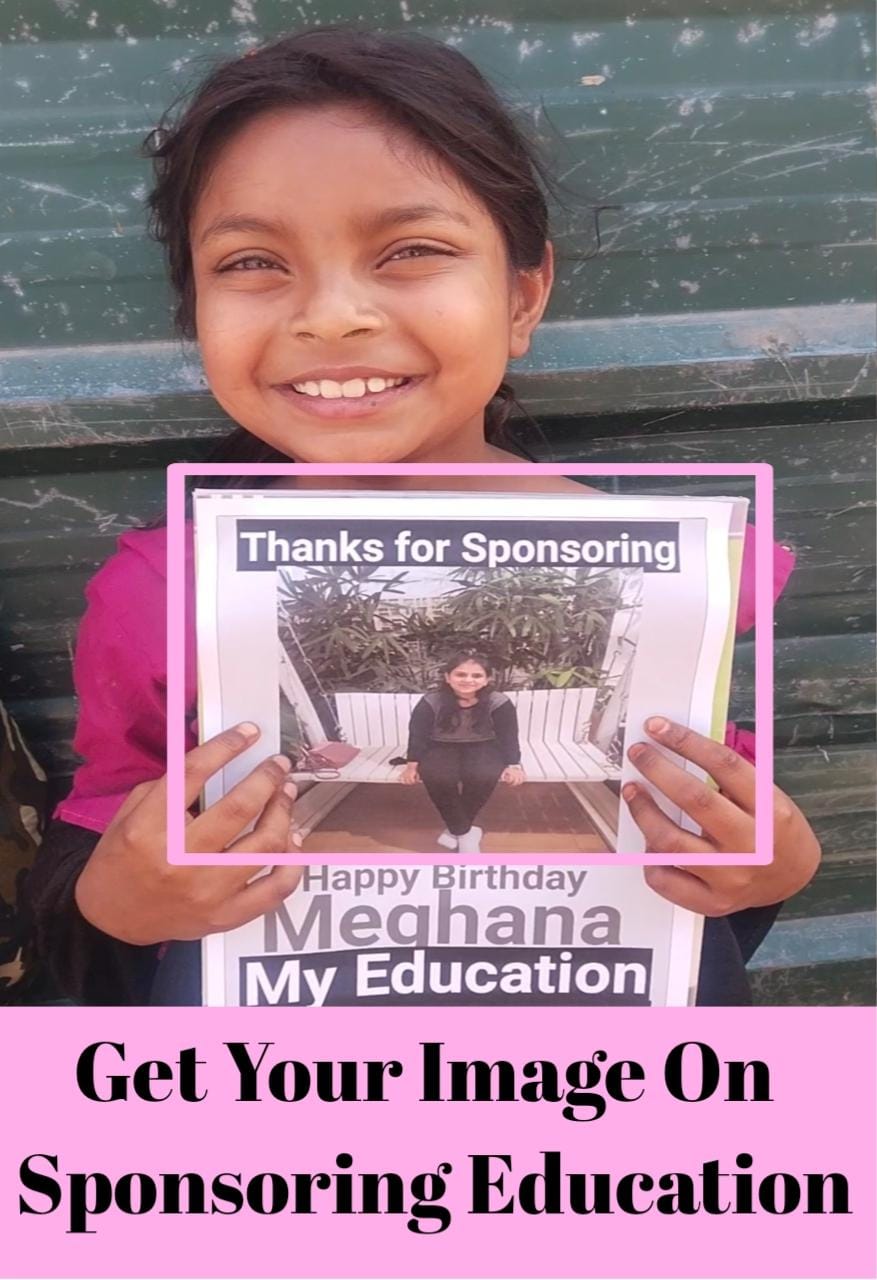 Thanks for Sponsoring
Happy Birthday
Meghana
My Education
Get Your Image On
Sponsoring Education